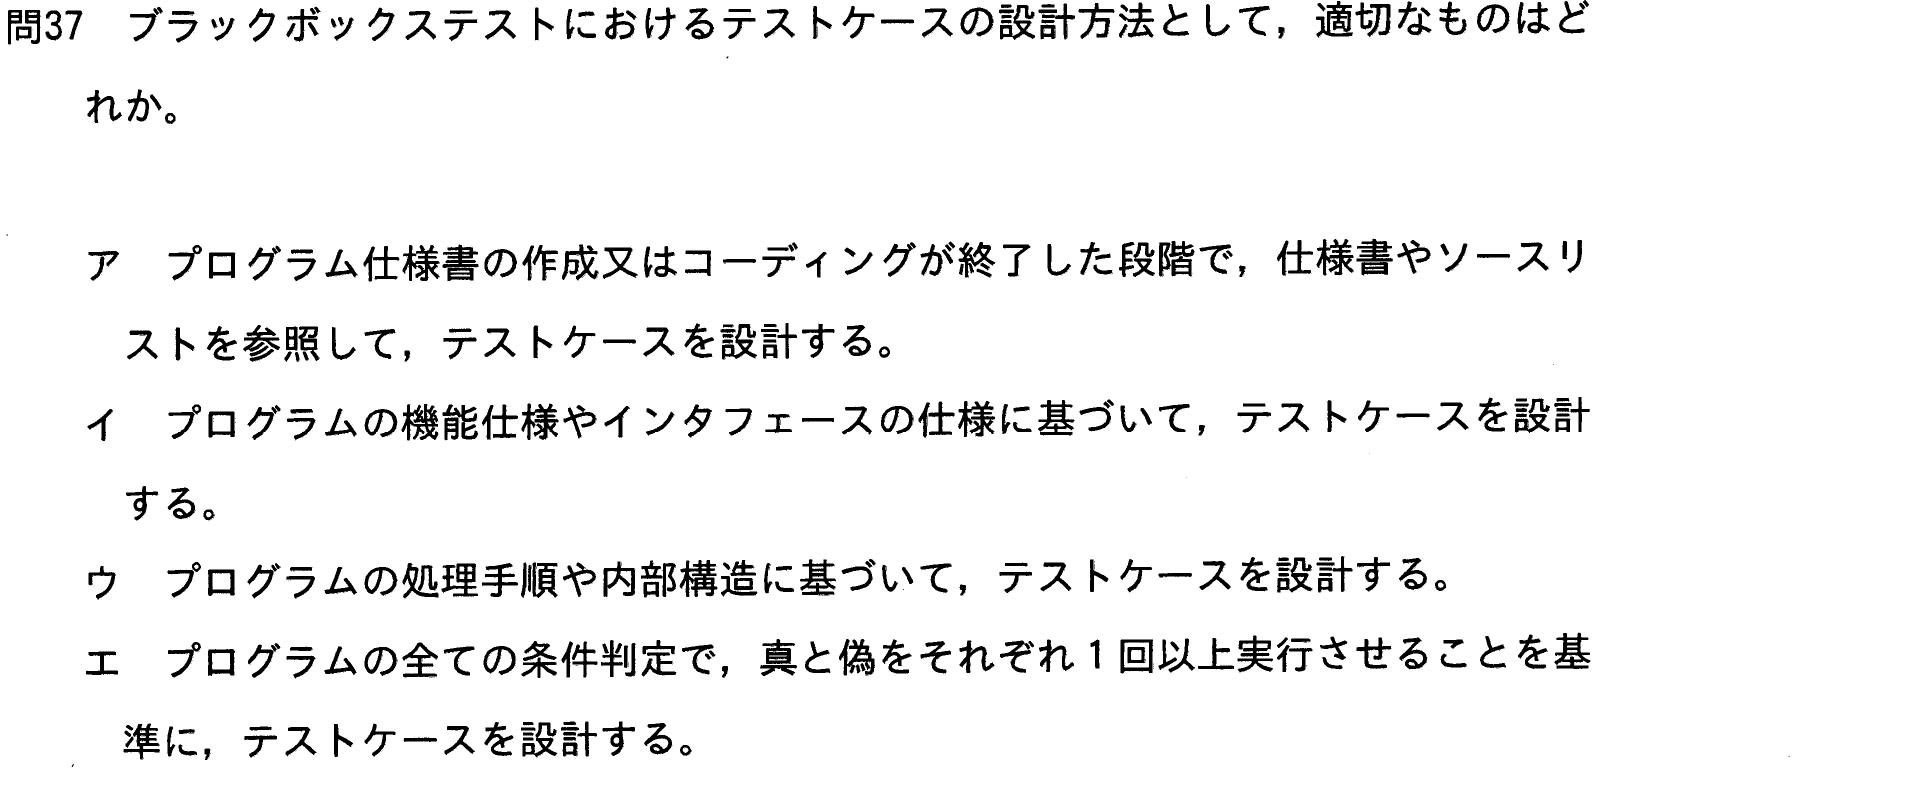 問37 ブラックボックステストにおけるテストケースの設計方法として，適切なものはど
れか。
ア プログラム仕様書の作成又はコーディングが終了した段階で，仕様書やソースリ
ストを参照して，テストケースを設計する。
イ プログラムの機能仕様やインタフェースの仕様に基づいて，テストケースを設計
する。
ウ プログラムの処理手順や内部構造に基づいて，テストケースを設計する。
エ プログラムの全ての条件判定で，真と偽をそれぞれ1回以上実行させることを基
準に，テストケースを設計する。